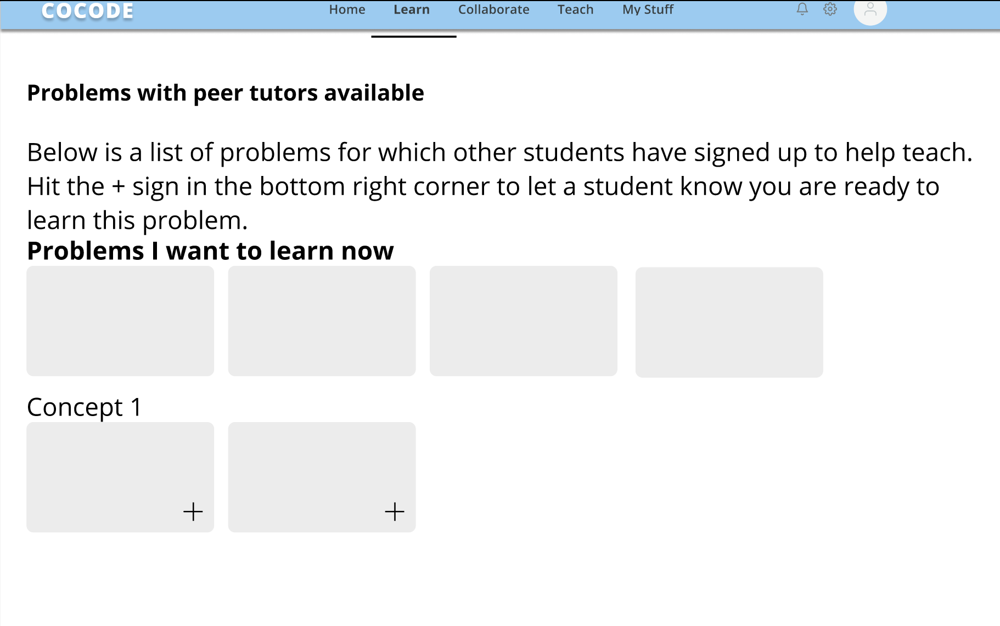 COCODE Home Learn Collaborate Teach My Stuff
Problems with peer tutors available
Below is a list of problems for which other students have signed up to help teach.
Hit the + sign in the bottom right corner to let a student know you are ready to
learn this problem.
Problems I want to learn now
Concept 1
+ +